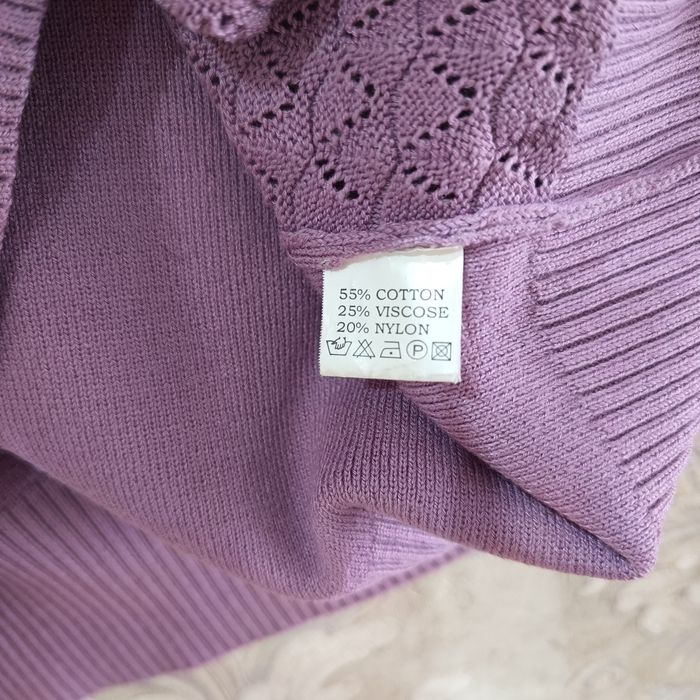 55% COTTON
25% VISCOSE
20% NYLON
P